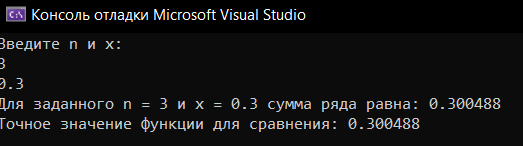 Консоль отладки Microsoft Visual Studio
Введите n и x:
3
0.3
Для заданного n = 3 и x = 0.3 сумма ряда равна: 0.300488
Точное значение функции для сравнения: 0.300488